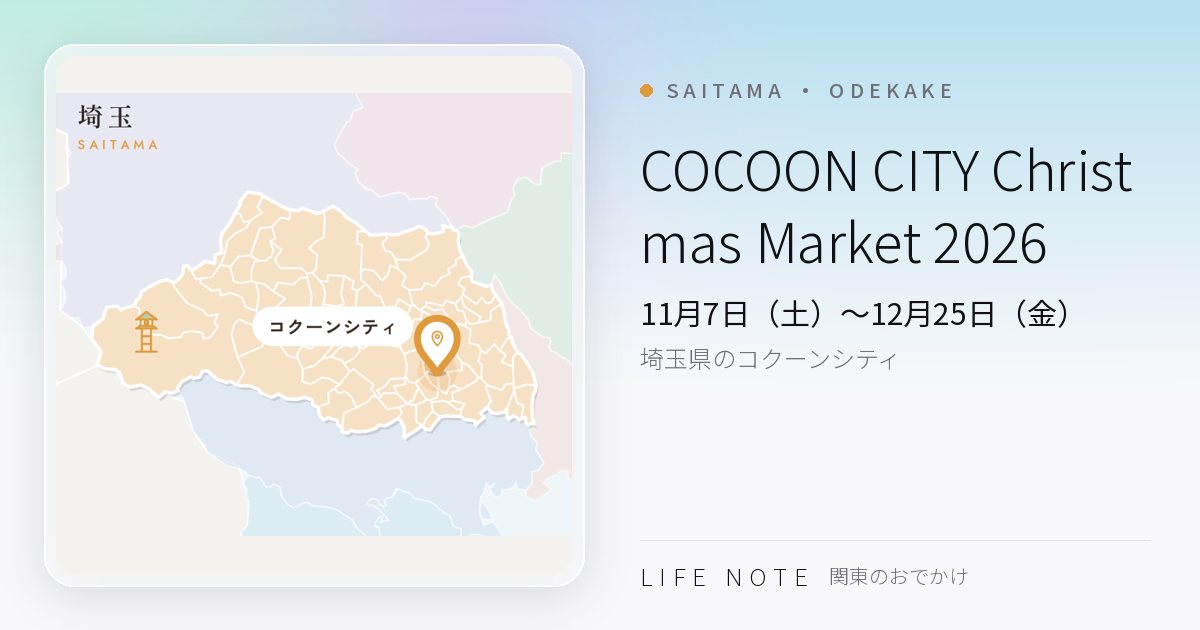 埼玉
SAITAMA
コクーンシティ
SAITAMA • ODEKAKE
COCOON CITY Christ
mas Market 2026
11月7日（土）〜12月25日（金）
埼玉県のコクーンシティ
LIFE NOTE 関東のおでかけ